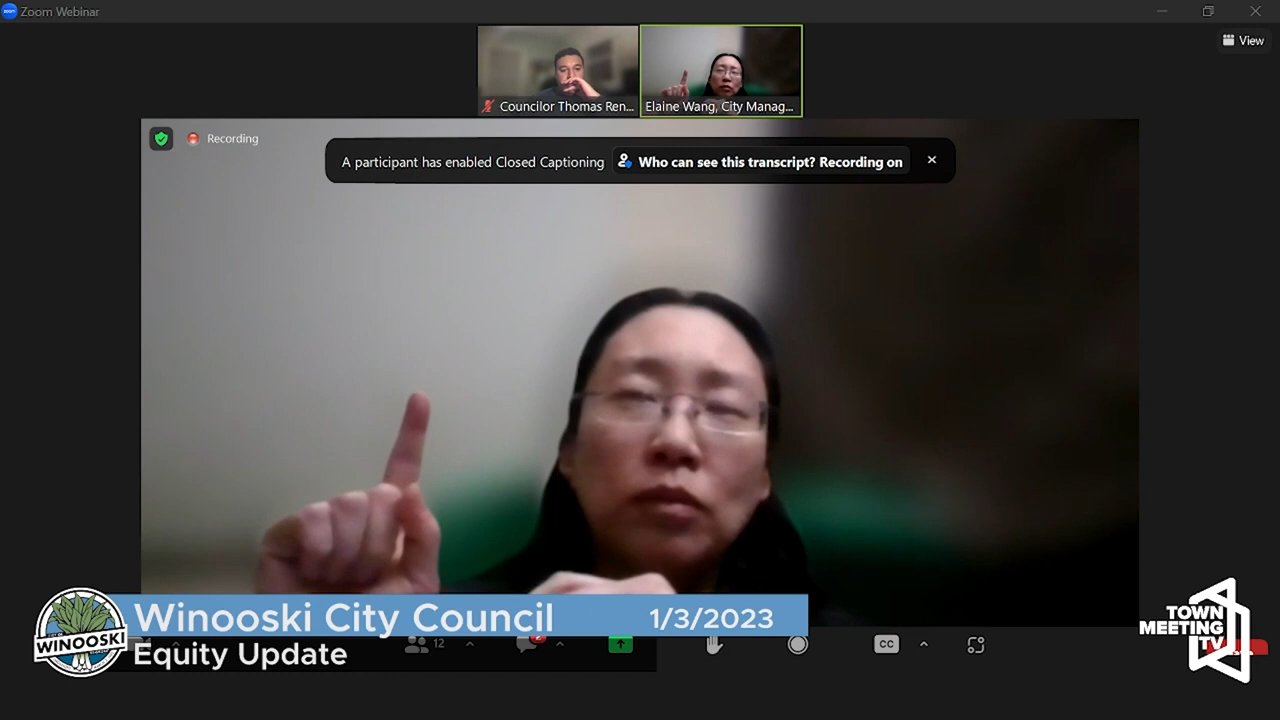 Zoom Webinar
View
Councilor Thomas Ren...
Elaine Wang, City Manag...
Recording
A participant has enabled Closed Captioning
Who can see this transcript? Recording on
Winooski City Council
1/3/2023
WINOOSKI
Equity Update
12
CC
TOWN
MEETING
TV